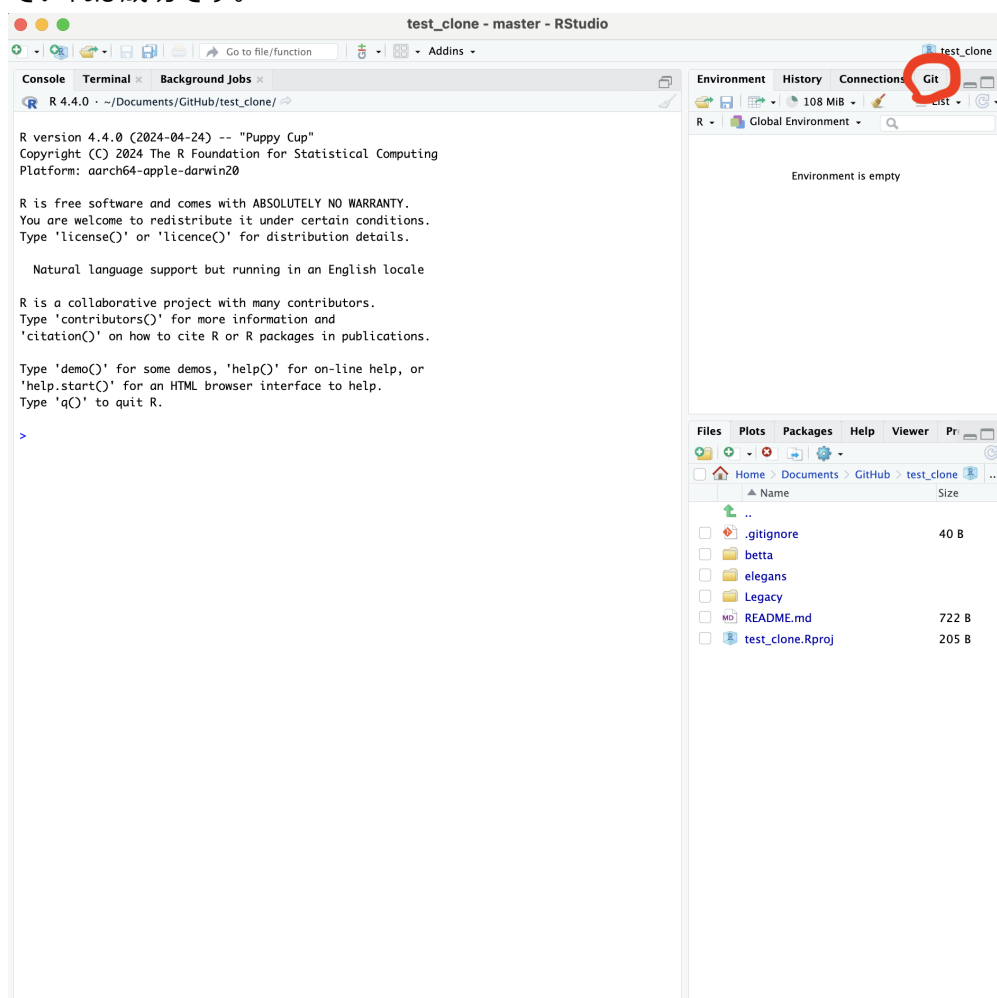 test_clone - master - RStudio
Go to file/function
Addins
test_clone
Console Terminal Background Jobs
R 4.4.0 · ~/Documents/GitHub/test_clone/
R version 4.4.0 (2024-04-24) -- "Puppy Cup"
Copyright (C) 2024 The R Foundation for Statistical Computing
Platform: aarch64-apple-darwin20
R is free software and comes with ABSOLUTELY NO WARRANTY.
You are welcome to redistribute it under certain conditions.
Type 'license()' or 'licence()' for distribution details.
Natural language support but running in an English locale
R is a collaborative project with many contributors.
Type 'contributors()' for more information and
'citation()' on how to cite R or R packages in publications.
Type 'demo()' for some demos, 'help()' for on-line help, or
'help.start()' for an HTML browser interface to help.
Type 'q()' to quit R.
>
Environment History Connections Git
108 MiB List
R Global Environment
Environment is empty
Files Plots Packages Help Viewer
Home > Documents > GitHub > test_clone ...
Name Size
..
.gitignore 40 B
betta
elegans
Legacy
MD README.md 722 B
test_clone.Rproj 205 B